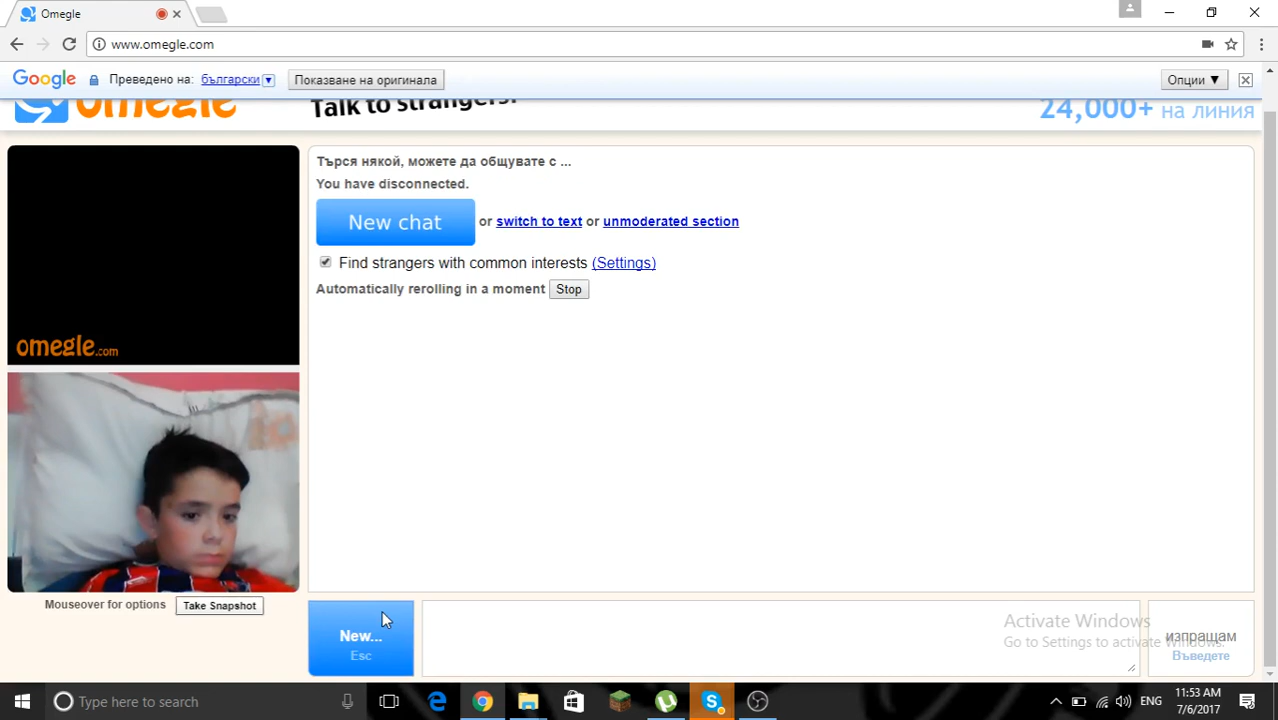 Omegle
www.omegle.com
Google Преведено на: български Показване на оригинала Опции
omegle Talk to strangers! 24,000+ на линия
Търся някой, можете да общувате с ...
You have disconnected.
New chat or switch to text or unmoderated section
Find strangers with common interests (Settings)
Automatically rerolling in a moment Stop
omegle.com
Mouseover for options Take Snapshot
New...
Esc
Activate Windows
Go to Settings to activate Windows.
изпращам
Въведете
Type here to search
ENG
11:53 AM
7/6/2017